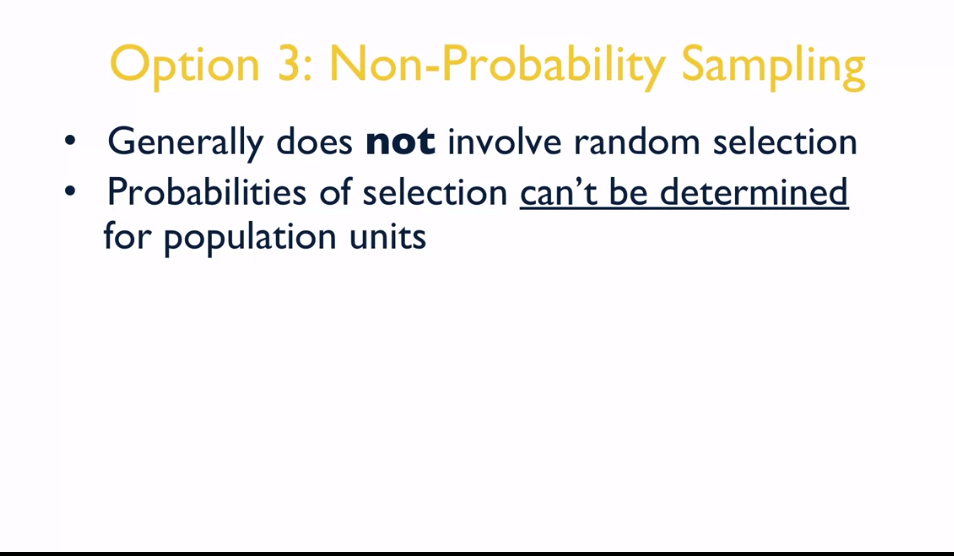 Option 3: Non-Probability Sampling
• Generally does not involve random selection
• Probabilities of selection can’t be determined
for population units